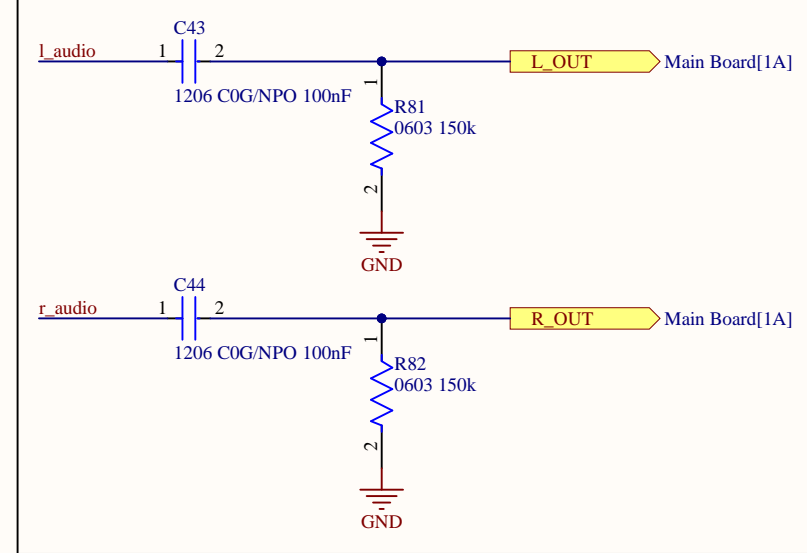 C43
l_audio
1
2
L_OUT
Main Board[1A]
1206 C0G/NPO 100nF
1
R81
0603 150k
2
GND
C44
r_audio
1
2
R_OUT
Main Board[1A]
1206 C0G/NPO 100nF
1
R82
0603 150k
2
GND